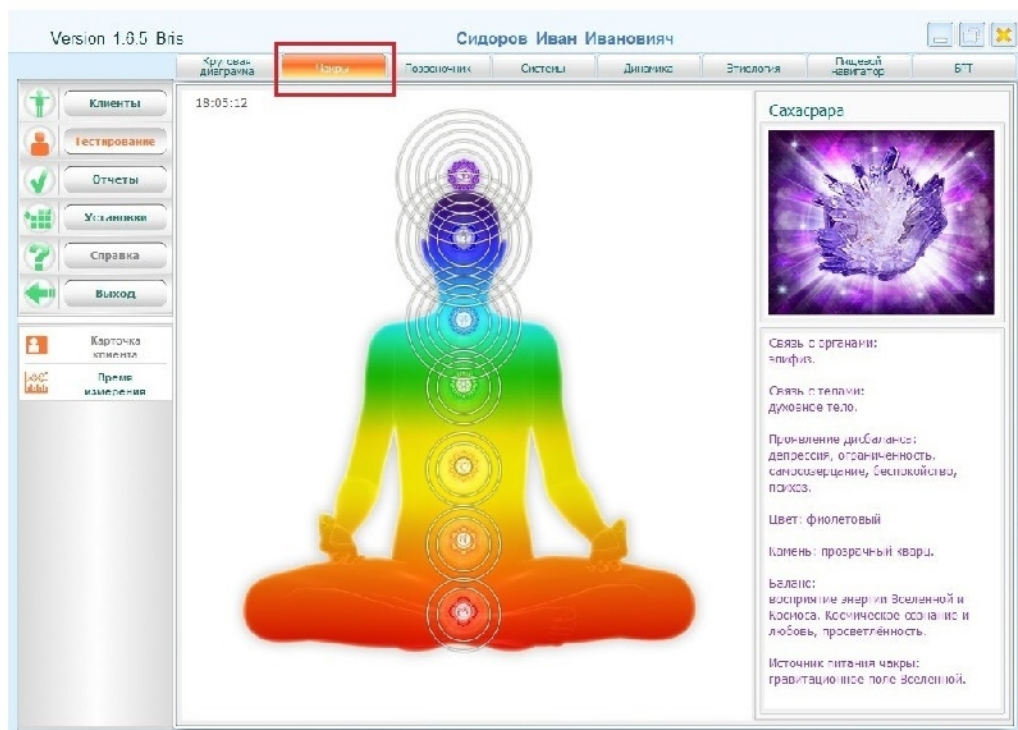 Version 1.6.5 Bris
Сидоров Иван Иванович
Круговая
диаграмма
Чакры
Позвоночник
Системы
Динамика
Этиология
Пищевой
навигатор
БТТ
Клиенты
Тестирование
Отчеты
Установки
Справка
Выход
Карточка
клиента
Время
измерения
18:05:12
Сахасрара
Связь с органами:
эпифиз.
Связь с телами:
духовное тело.
Проявление дисбаланса:
депрессия, ограниченность,
самосозерцание, беспокойство,
психоз.
Цвет: фиолетовый
Камень: прозрачный кварц.
Баланс:
восприятие энергии Вселенной и
Космоса. Космическое сознание и
любовь, просветлённость.
Источник питания чакры:
гравитационное поле Вселенной.